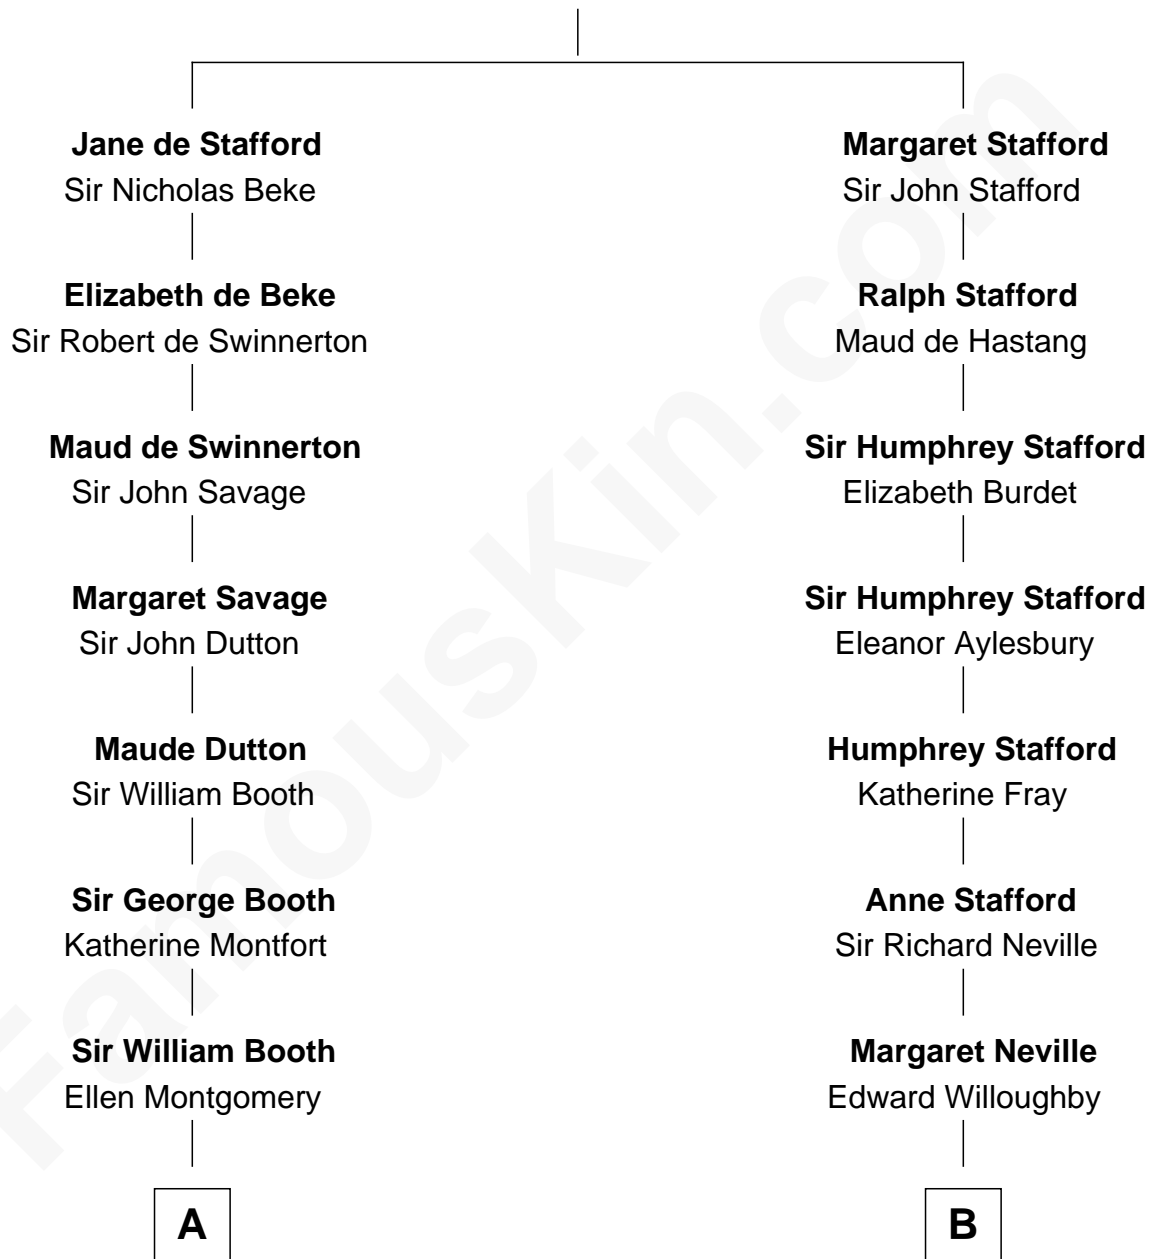 Jane de Stafford
Sir Nicholas Beke
Elizabeth de Beke
Sir Robert de Swinnerton
Maud de Swinnerton
Sir John Savage
Margaret Savage
Sir John Dutton
Maude Dutton
Sir William Booth
Sir George Booth
Katherine Montfort
Sir William Booth
Ellen Montgomery
A
Margaret Stafford
Sir John Stafford
Ralph Stafford
Maud de Hastang
Sir Humphrey Stafford
Elizabeth Burdet
Sir Humphrey Stafford
Eleanor Aylesbury
Humphrey Stafford
Katherine Fray
Anne Stafford
Sir Richard Neville
Margaret Neville
Edward Willoughby
B
FamousKin.com